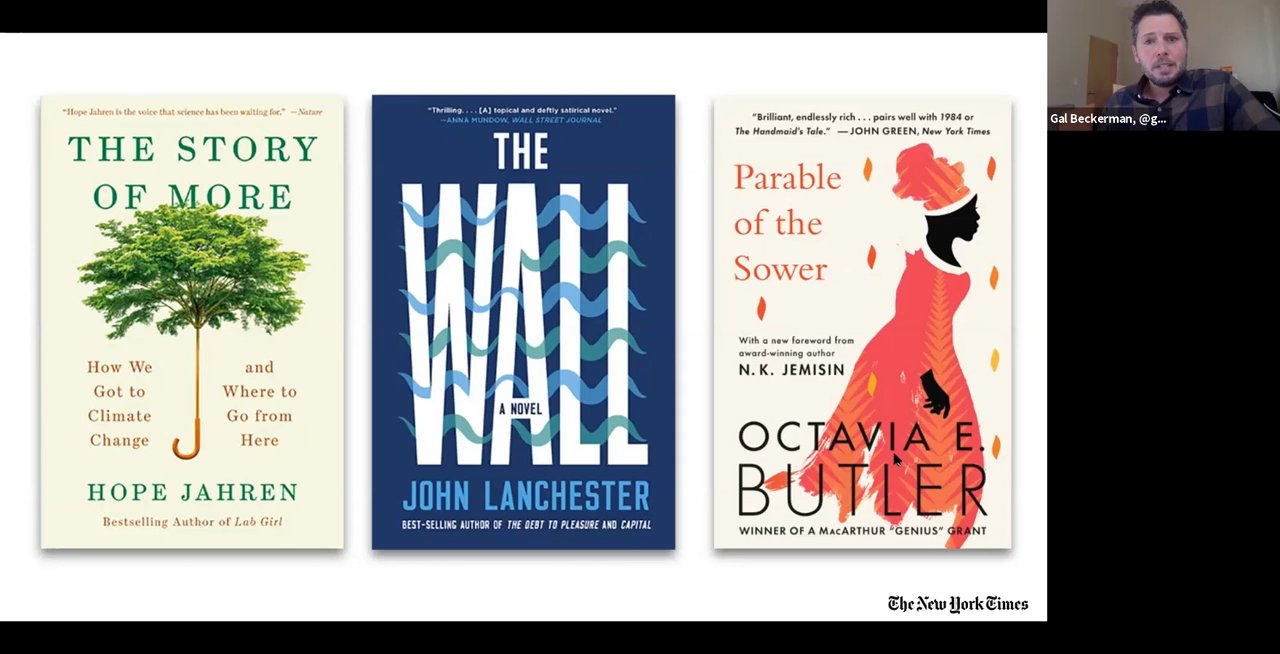 “Hope Jahren is the voice that science has been waiting for.” —Nature
THE STORY
OF MORE
How We
Got to
Climate
Change
and
Where to
Go from
Here
HOPE JAHREN
Bestselling Author of Lab Girl
“Thrilling. . . . [A] topical and deftly satirical novel.”
—ANNA MUNDOW, WALL STREET JOURNAL
THE
WALL
A NOVEL
JOHN LANCHESTER
BEST-SELLING AUTHOR OF THE DEBT TO PLEASURE AND CAPITAL
“Brilliant, endlessly rich . . . pairs well with 1984 or
The Handmaid’s Tale.” —JOHN GREEN, New York Times
Parable
of the
Sower
With a new foreword from
award-winning author
N. K. JEMISIN
OCTAVIA E.
BUTLER
WINNER OF A MacARTHUR “GENIUS” GRANT
The New York Times
Gal Beckerman, @g...